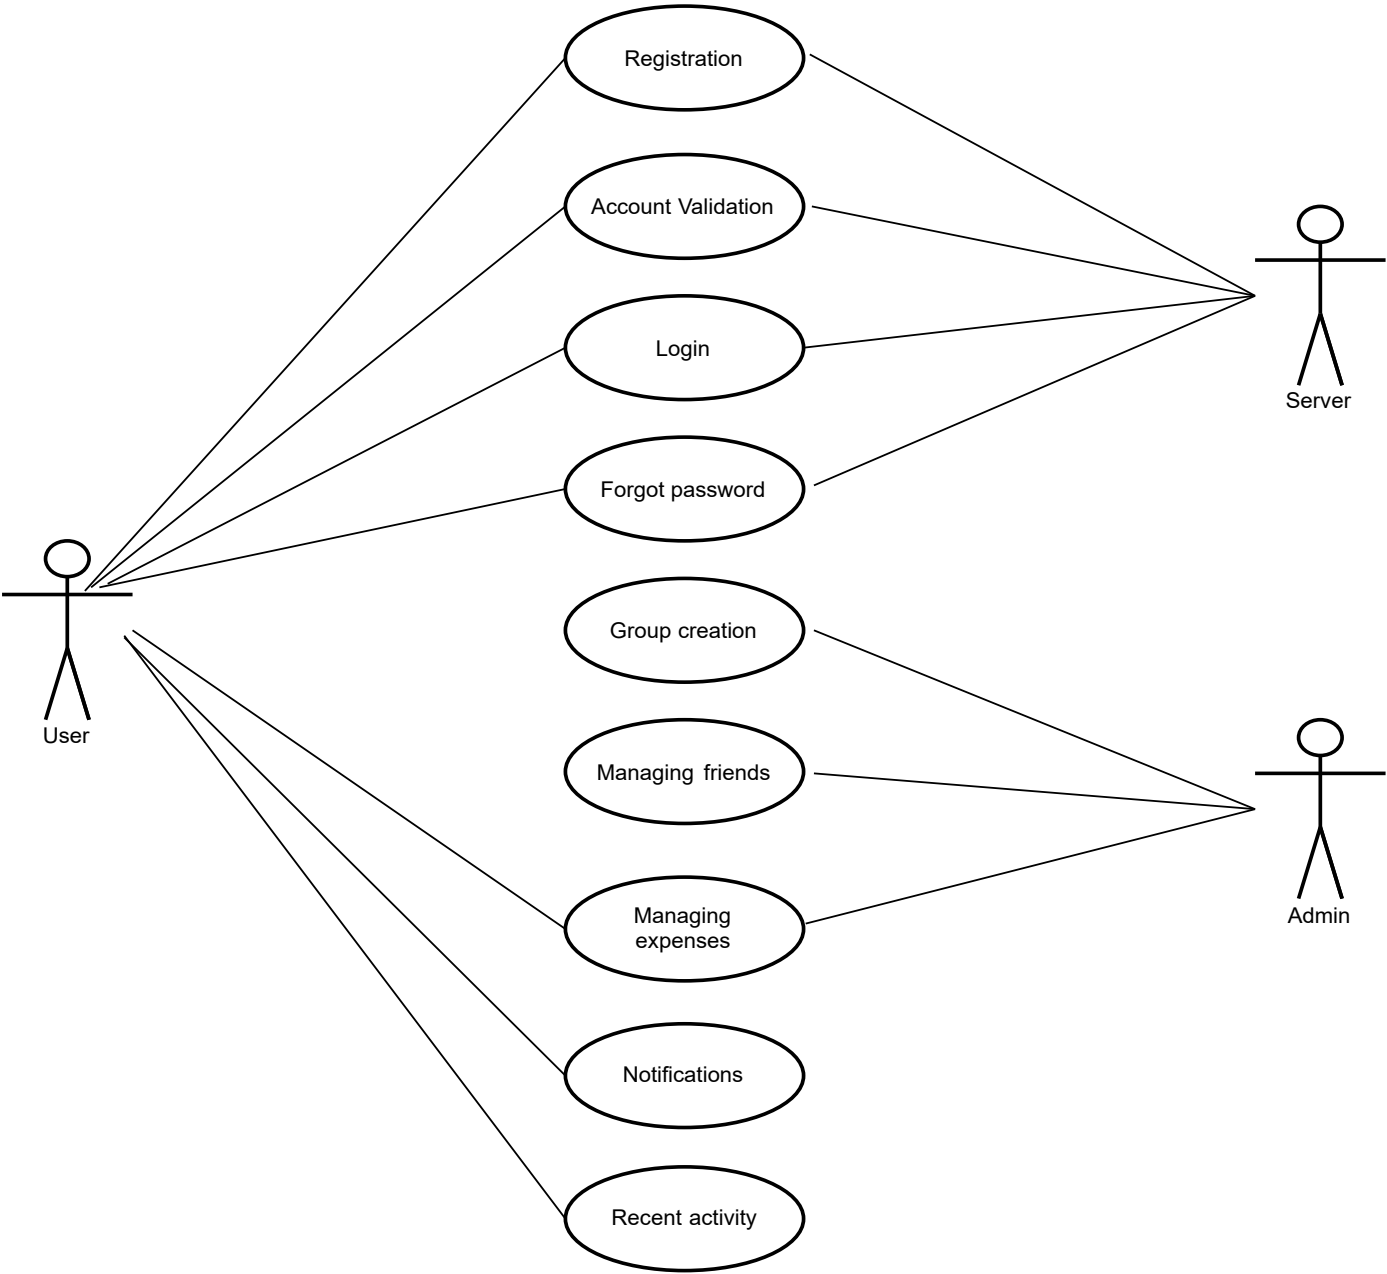 Registration
Account Validation
Login
Forgot password
Group creation
Managing friends
Managing
expenses
Notifications
Recent activity
User
Server
Admin